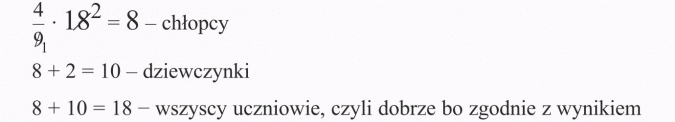 4/9₁ · 18² = 8 – chłopcy
8 + 2 = 10 – dziewczynki
8 + 10 = 18 – wszyscy uczniowie, czyli dobrze bo zgodnie z wynikiem